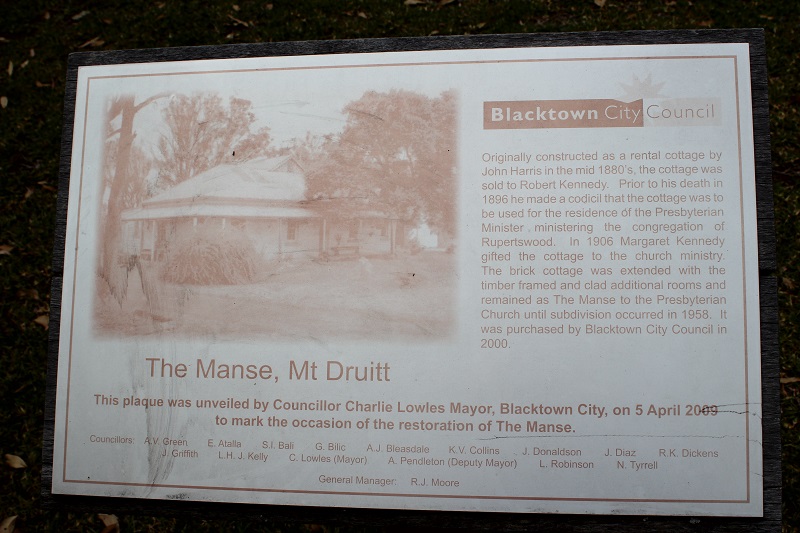 Blacktown City Council
Originally constructed as a rental cottage by
John Harris in the mid 1880's, the cottage was
sold to Robert Kennedy. Prior to his death in
1896 he made a codicil that the cottage was to
be used for the residence of the Presbyterian
Minister , ministering the congregation of
Rupertswood. In 1906 Margaret Kennedy
gifted the cottage to the church ministry.
The brick cottage was extended with the
timber framed and clad additional rooms and
remained as The Manse to the Presbyterian
Church until subdivision occurred in 1958. It
was purchased by Blacktown City Council in
2000.
The Manse, Mt Druitt
This plaque was unveiled by Councillor Charlie Lowles Mayor, Blacktown City, on 5 April 2009
to mark the occasion of the restoration of The Manse.
Councillors: A.V. Green E. Atalla S.I. Bali G. Bilic A.J. Bleasdale K.V. Collins J. Donaldson J. Diaz R.K. Dickens
J. Griffith L.H. J. Kelly C. Lowles (Mayor) A. Pendleton (Deputy Mayor) L. Robinson N. Tyrrell
General Manager: R.J. Moore